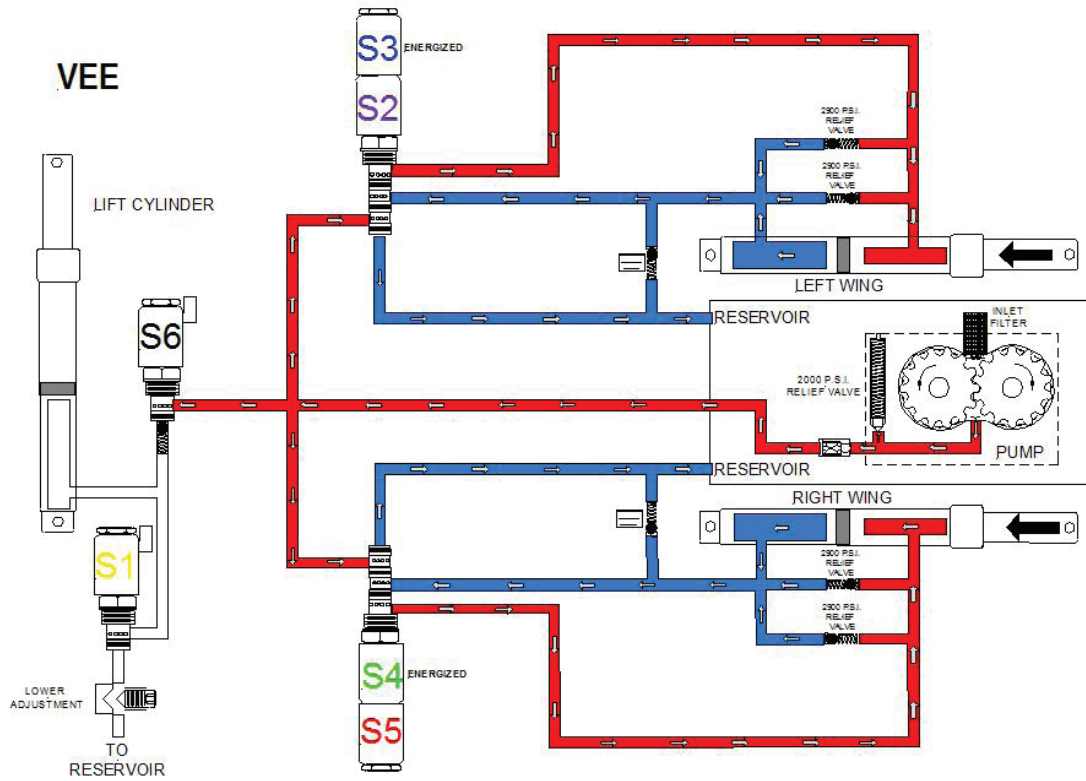 VEE
S3
ENERGIZED
S2
2900 P.S.I.
RELIEF
VALVE
2900 P.S.I.
RELIEF
VALVE
LIFT CYLINDER
LEFT WING
S6
RESERVOIR
INLET
FILTER
2000 P.S.I.
RELIEF VALVE
PUMP
RESERVOIR
RIGHT WING
S1
2900 P.S.I.
RELIEF
VALVE
2900 P.S.I.
RELIEF
VALVE
S4
ENERGIZED
S5
LOWER
ADJUSTMENT
TO
RESERVOIR